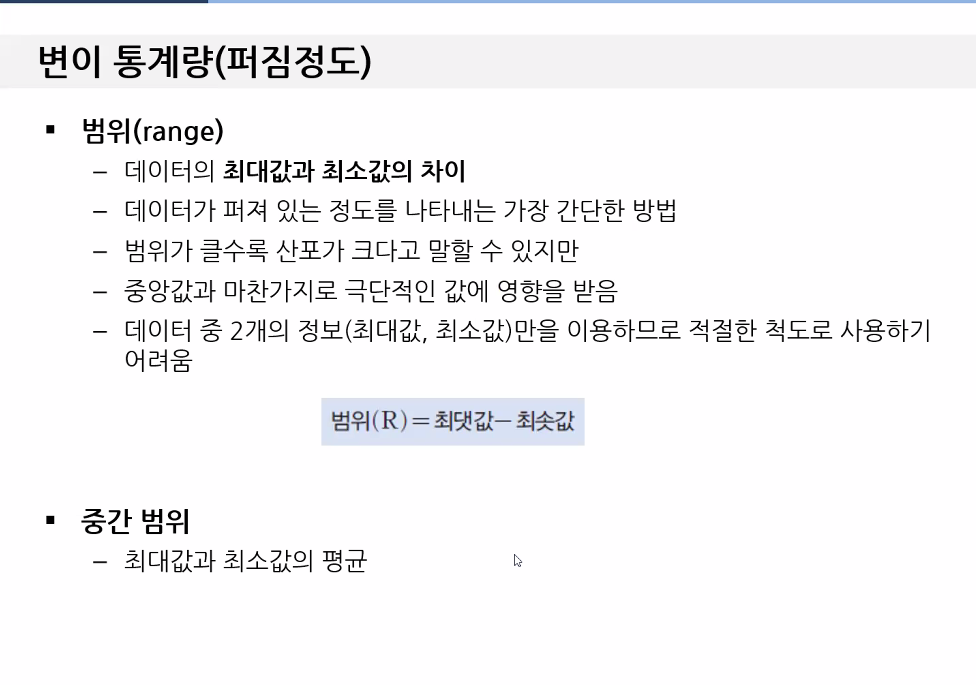 변이 통계량(퍼짐정도)
▪ 범위(range)
– 데이터의 최대값과 최소값의 차이
– 데이터가 퍼져 있는 정도를 나타내는 가장 간단한 방법
– 범위가 클수록 산포가 크다고 말할 수 있지만
– 중앙값과 마찬가지로 극단적인 값에 영향을 받음
– 데이터 중 2개의 정보(최대값, 최소값)만을 이용하므로 적절한 척도로 사용하기
어려움
범위(R)=최댓값−최솟값
▪ 중간 범위
– 최대값과 최소값의 평균